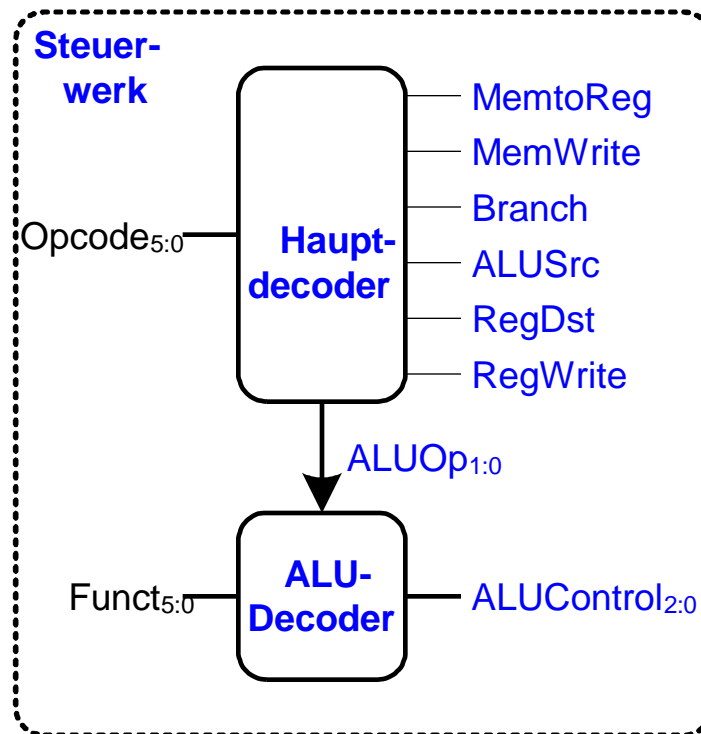 Steuer-
werk
MemtoReg
MemWrite
Branch
ALUSrc
RegDst
RegWrite
Opcode5:0
Haupt-
decoder
ALUOp1:0
Funct5:0
ALU-
Decoder
ALUControl2:0